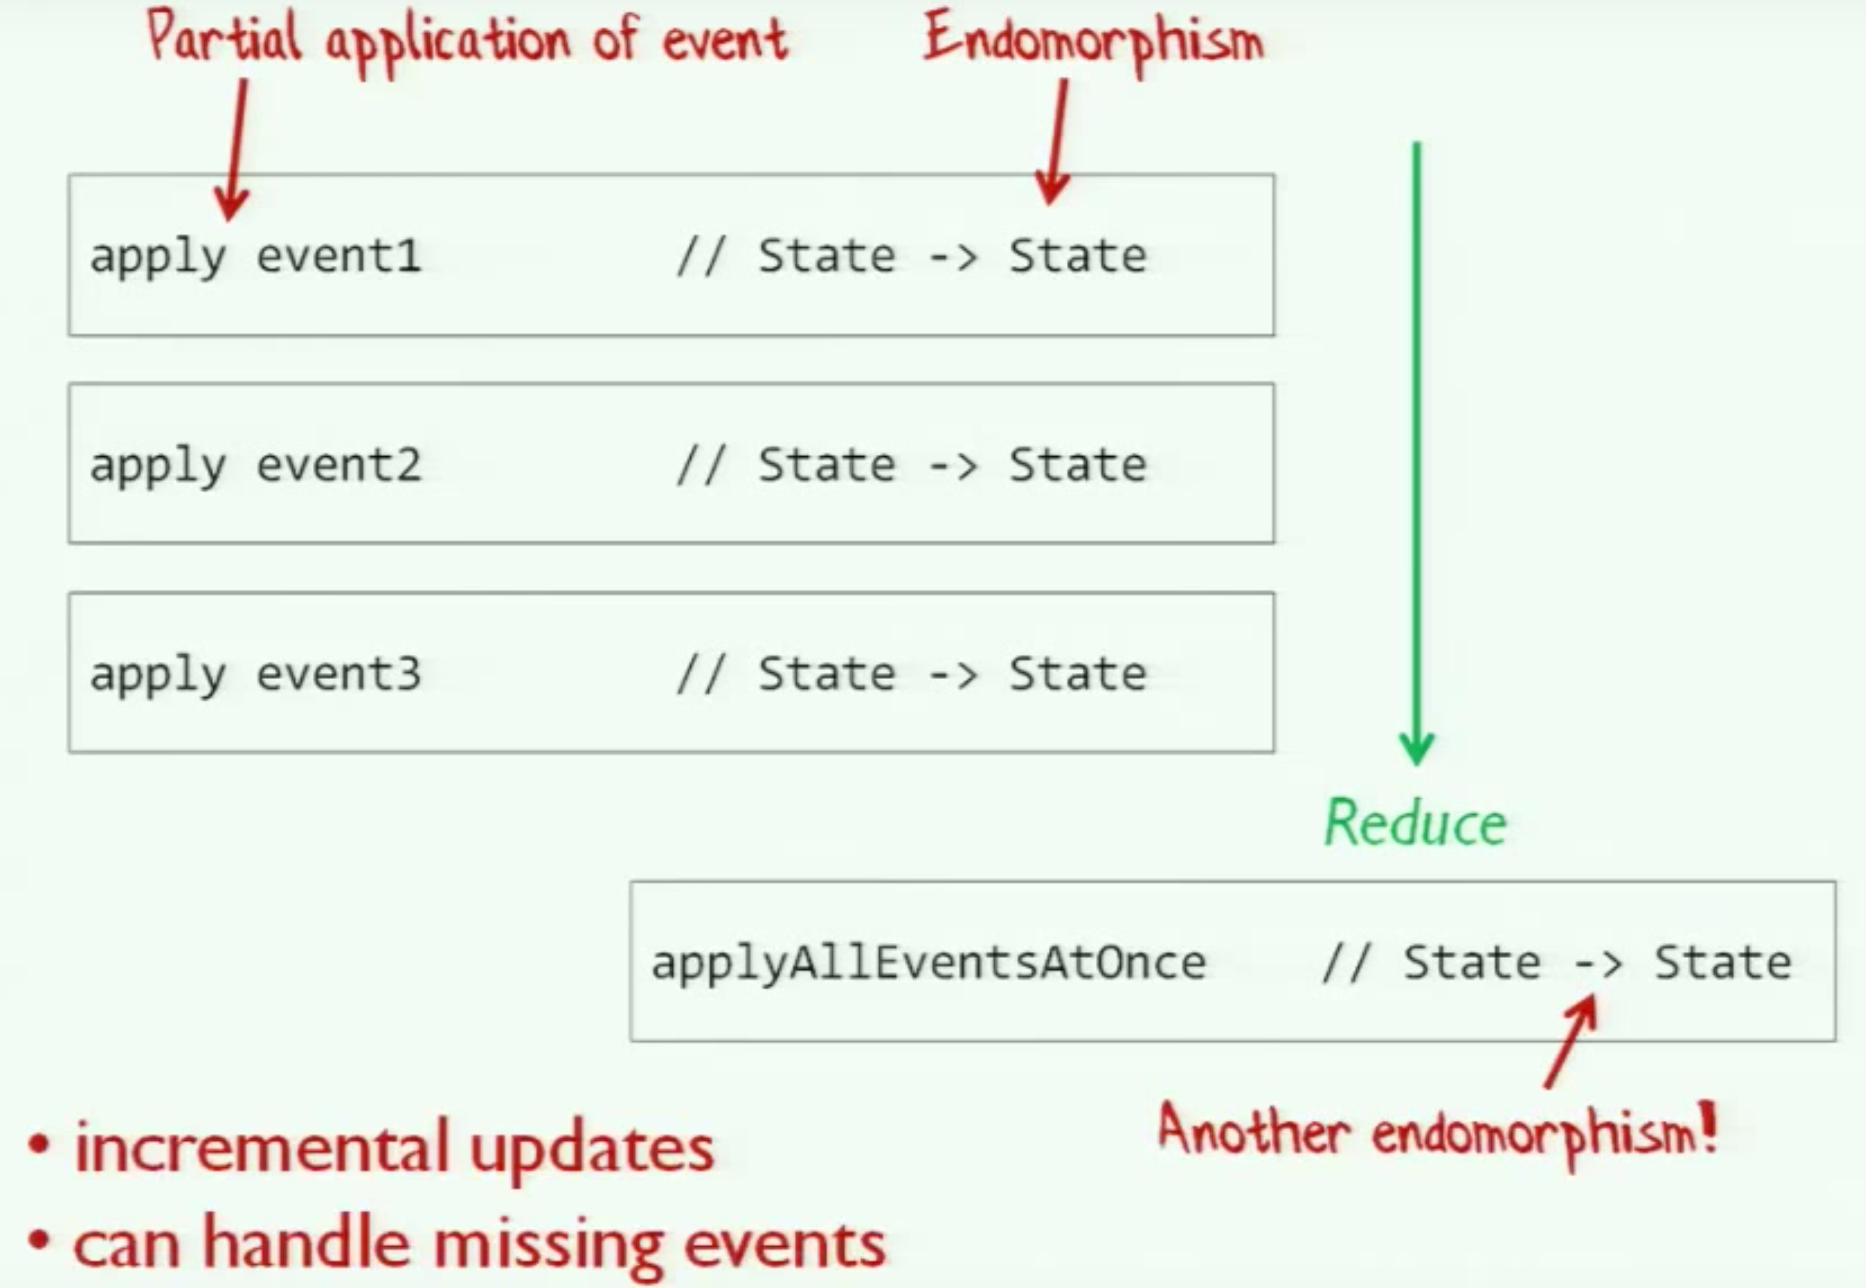 Partial application of event
Endomorphism
apply event1 // State -> State
apply event2 // State -> State
apply event3 // State -> State
Reduce
applyAllEventsAtOnce // State -> State
Another endomorphism!
• incremental updates
• can handle missing events